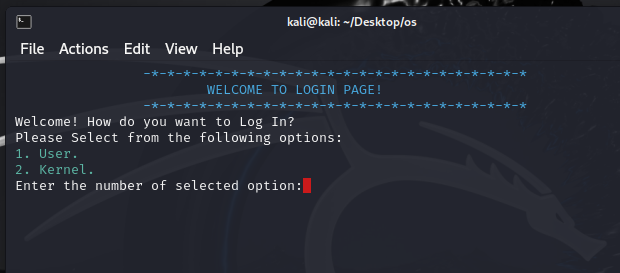 kali@kali: ~/Desktop/os
File Actions Edit View Help
-*-*-*-*-*-*-*-*-*-*-*-*-*-*-*-*-*-*-*-*-*-*-*-*
WELCOME TO LOGIN PAGE!
-*-*-*-*-*-*-*-*-*-*-*-*-*-*-*-*-*-*-*-*-*-*-*-*
Welcome! How do you want to Log In?
Please Select from the following options:
1. User.
2. Kernel.
Enter the number of selected option: